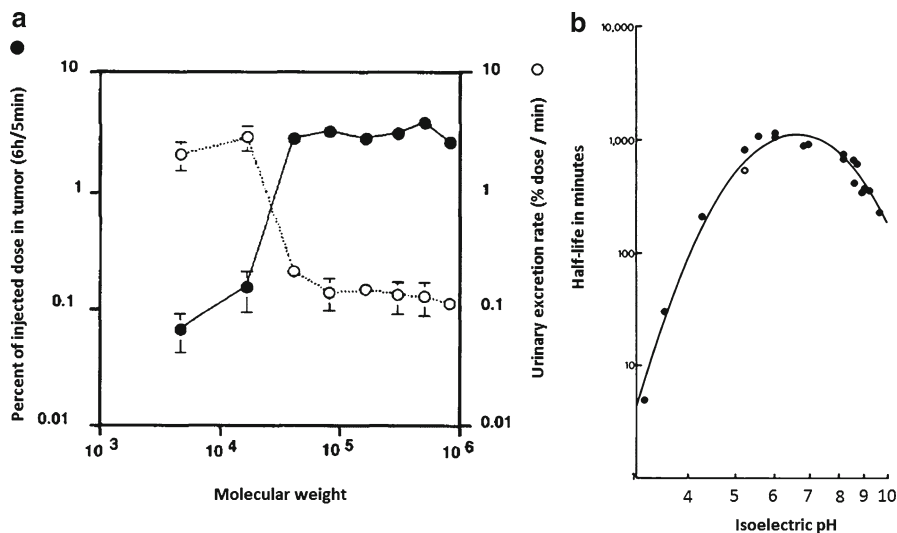 a
Percent of injected dose in tumor (6h/5min)
10
1
0.1
0.01
10 3
10 4
10 5
10 6
Molecular weight
10
1
0.1
0.01
Urinary excretion rate (% dose / min)
b
Half-life in minutes
10,000
1,000
100
10
1
4 5 6 7 8 9 10
Isoelectric pH